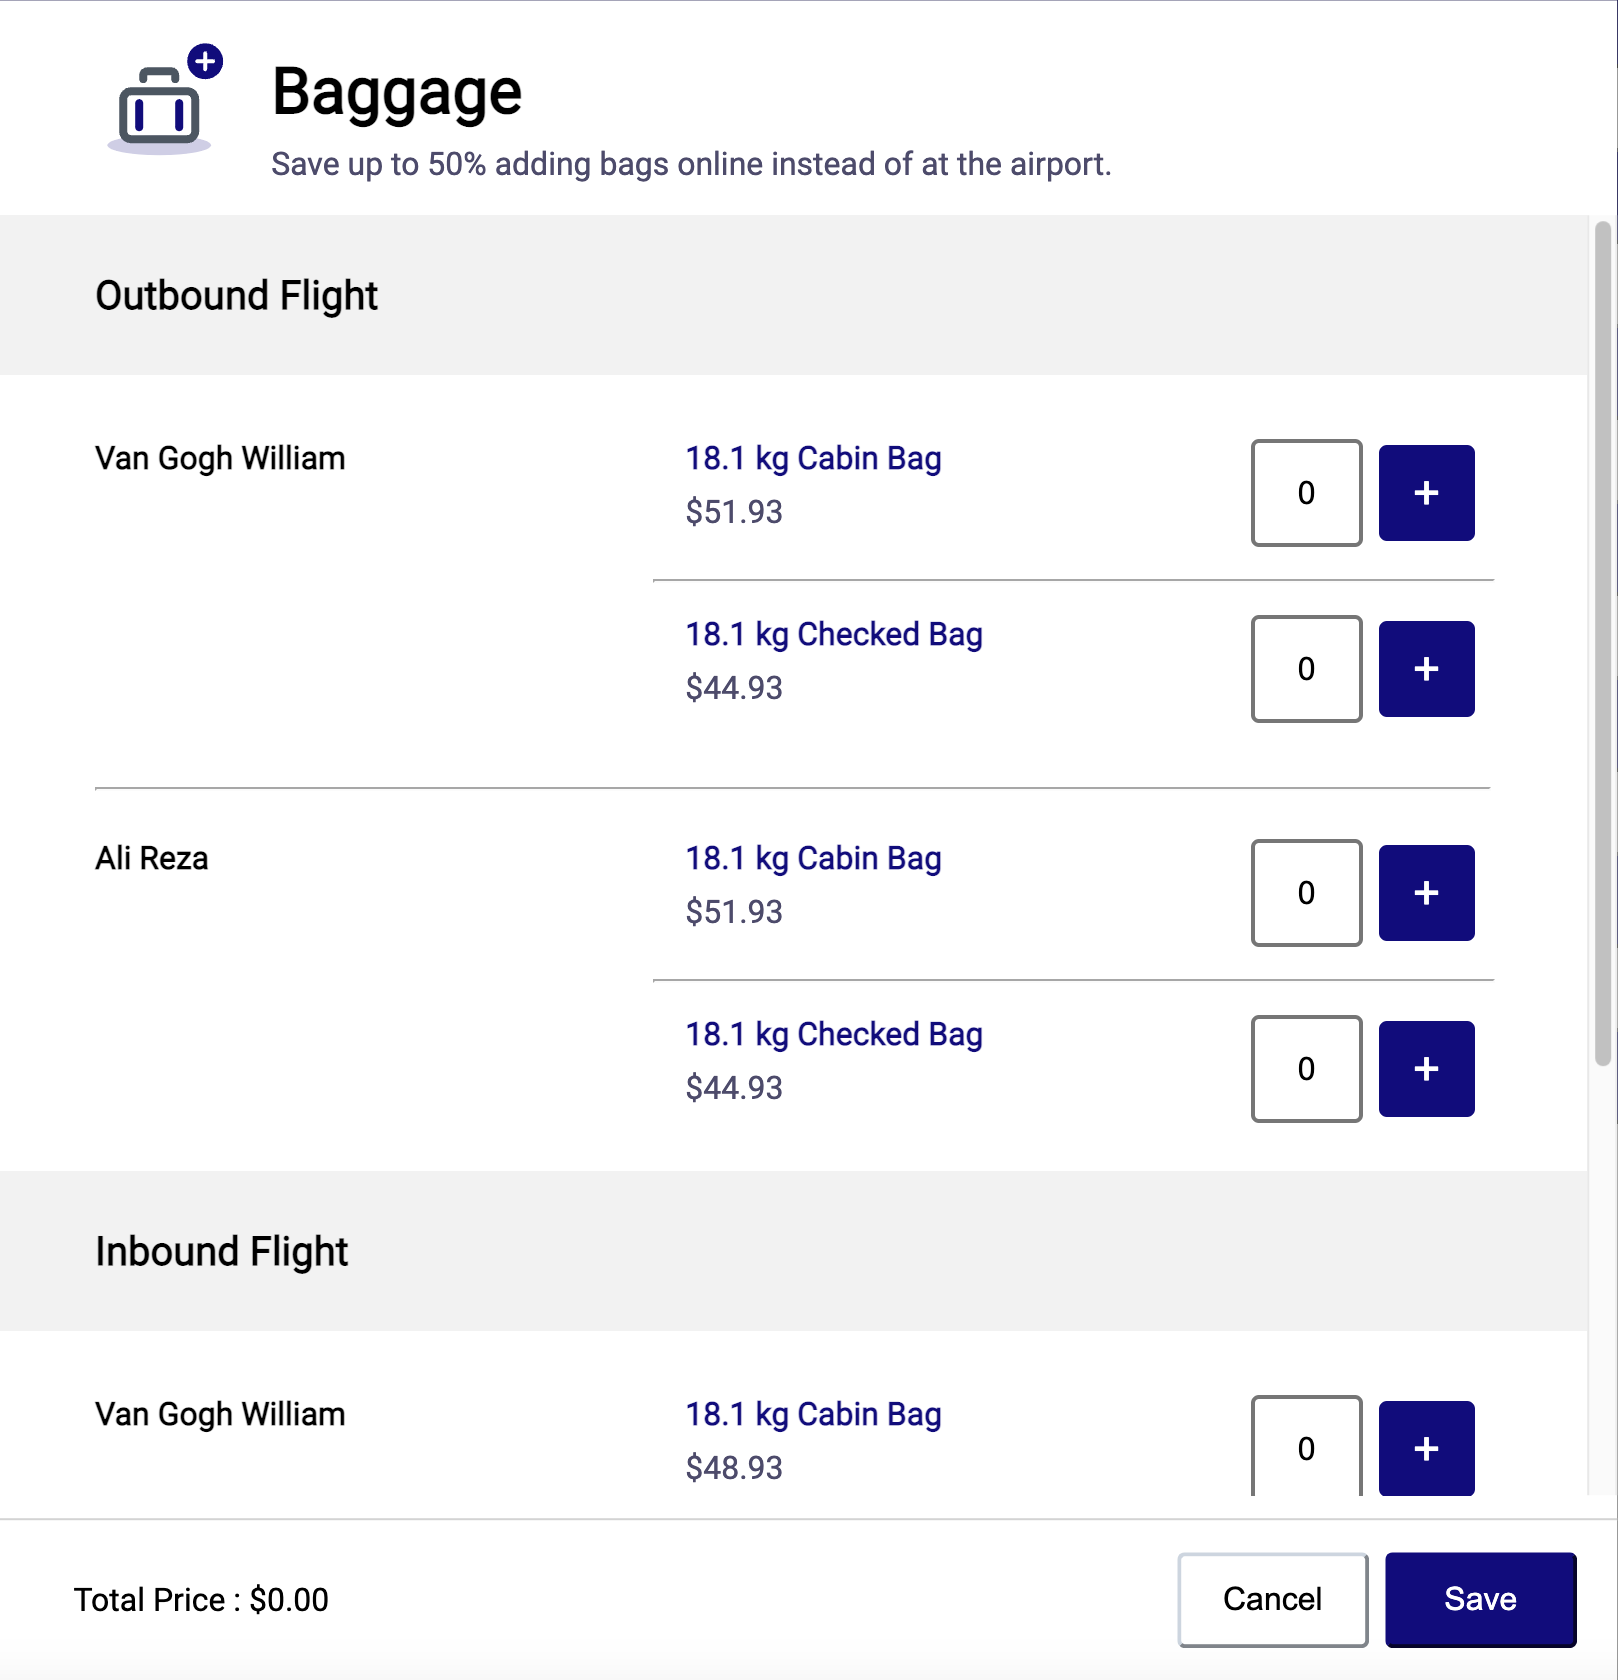 Baggage
Save up to 50% adding bags online instead of at the airport.
Outbound Flight
Van Gogh William
18.1 kg Cabin Bag
$51.93
0
+
18.1 kg Checked Bag
$44.93
0
+
Ali Reza
18.1 kg Cabin Bag
$51.93
0
+
18.1 kg Checked Bag
$44.93
0
+
Inbound Flight
Van Gogh William
18.1 kg Cabin Bag
$48.93
0
+
Total Price : $0.00
Cancel
Save